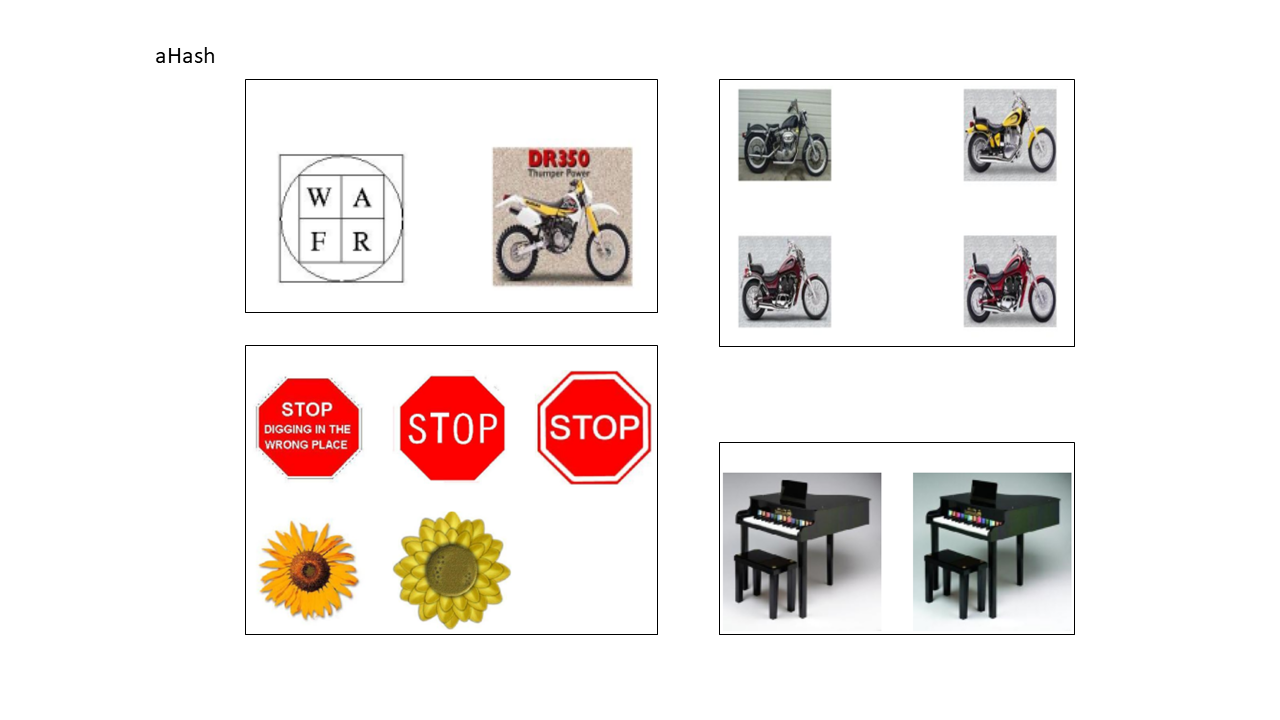 aHash
W A
F R
DR350
Thumper Power
STOP
DIGGING IN THE
WRONG PLACE
STOP
STOP